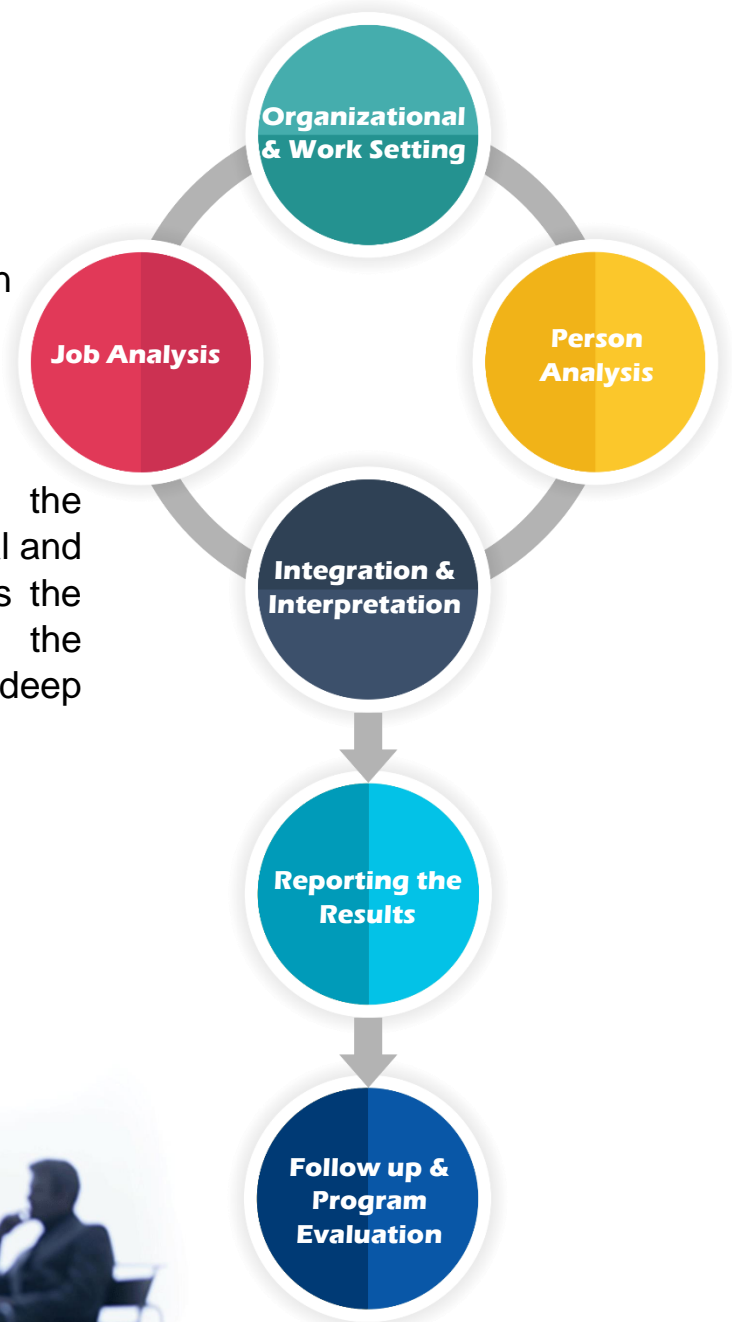 Organizational
& Work Setting
Job Analysis
Person
Analysis
the
and
s the
the
deep
Integration &
Interpretation
Reporting the
Results
Follow up &
Program
Evaluation